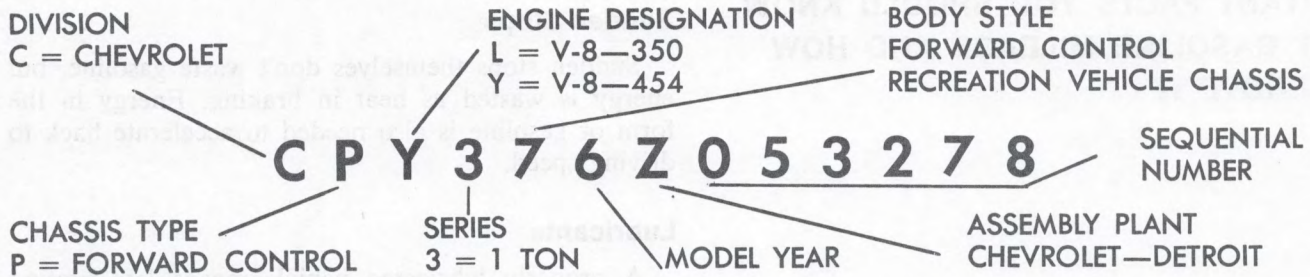 DIVISION
C = CHEVROLET
ENGINE DESIGNATION
L = V-8—350
Y = V-8—454
BODY STYLE
FORWARD CONTROL
RECREATION VEHICLE CHASSIS
C P Y 3 7 6 Z 0 5 3 2 7 8
SEQUENTIAL
NUMBER
CHASSIS TYPE
P = FORWARD CONTROL
SERIES
3 = 1 TON
MODEL YEAR
ASSEMBLY PLANT
CHEVROLET—DETROIT